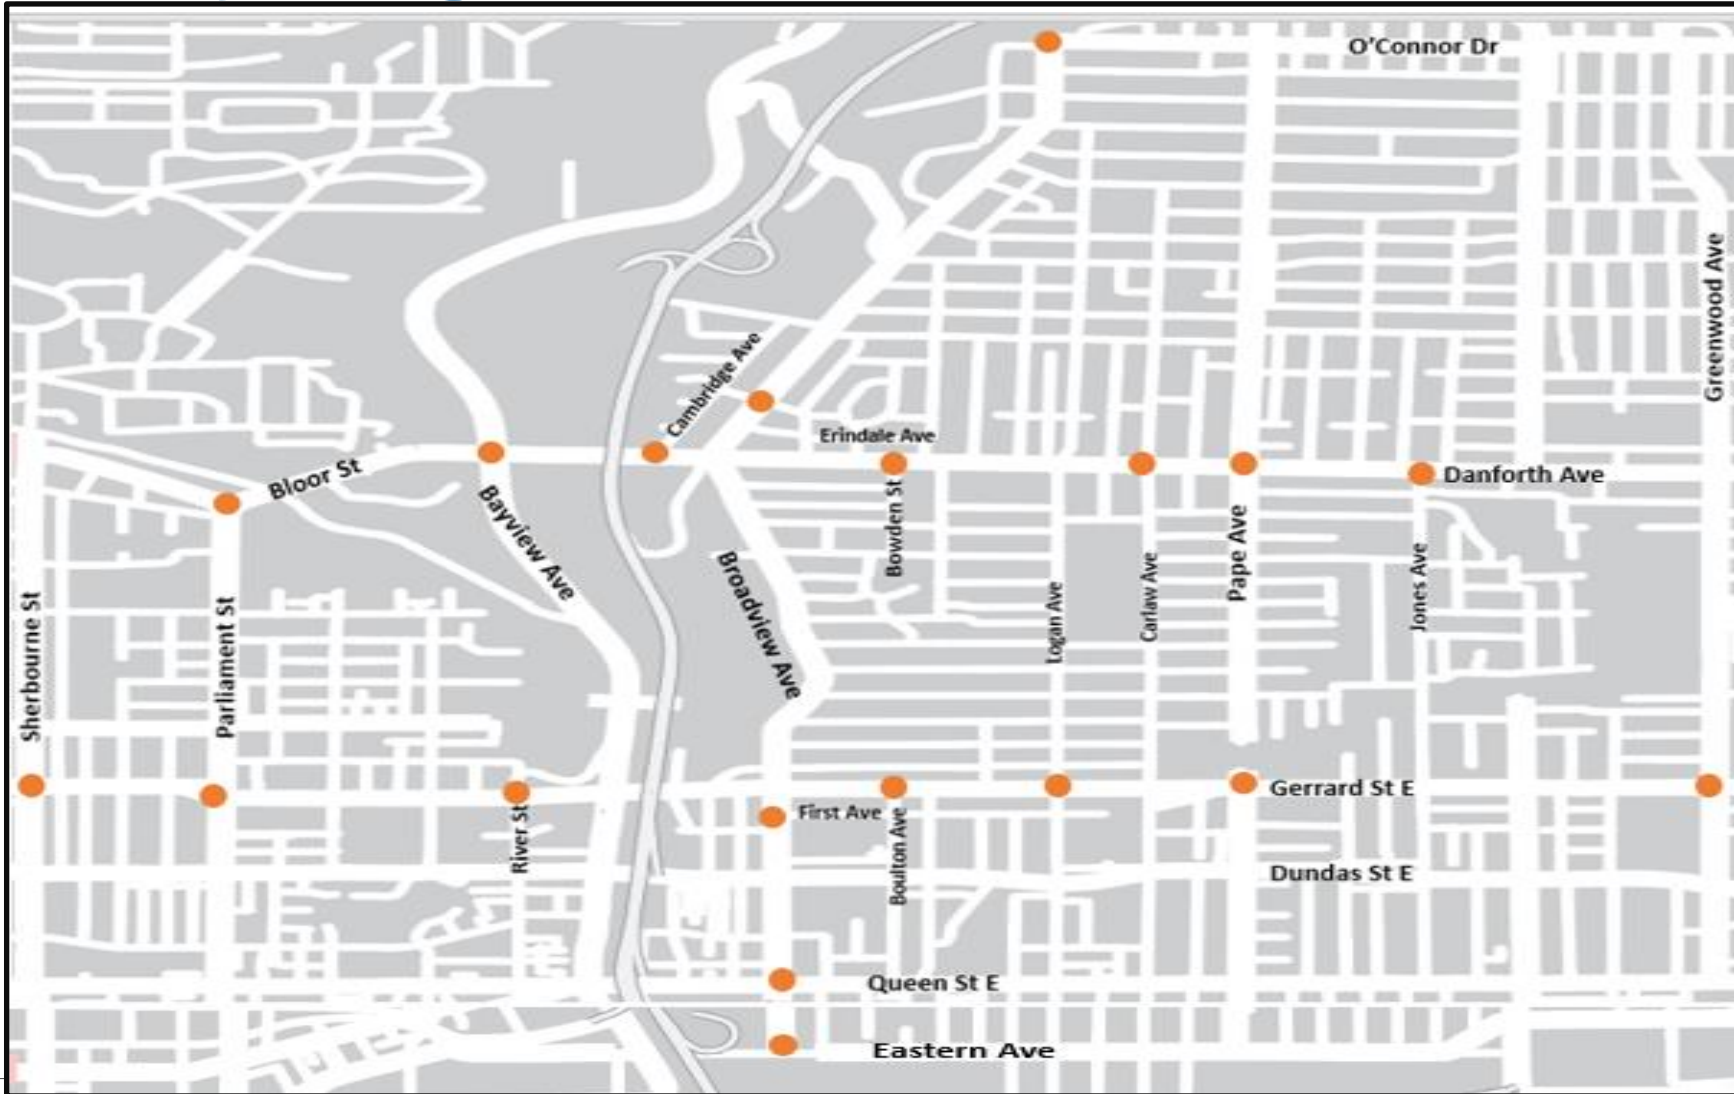 O'Connor Dr
Greenwood Ave
Cambridge Ave
Erindale Ave
Bloor St
Danforth Ave
Bayview Ave
Bowden St
Broadview Ave
Pape Ave
Jones Ave
Carlaw Ave
Logan Ave
Sherbourne St
Parliament St
Gerrard St E
First Ave
River St
Boulton Ave
Dundas St E
Queen St E
Eastern Ave